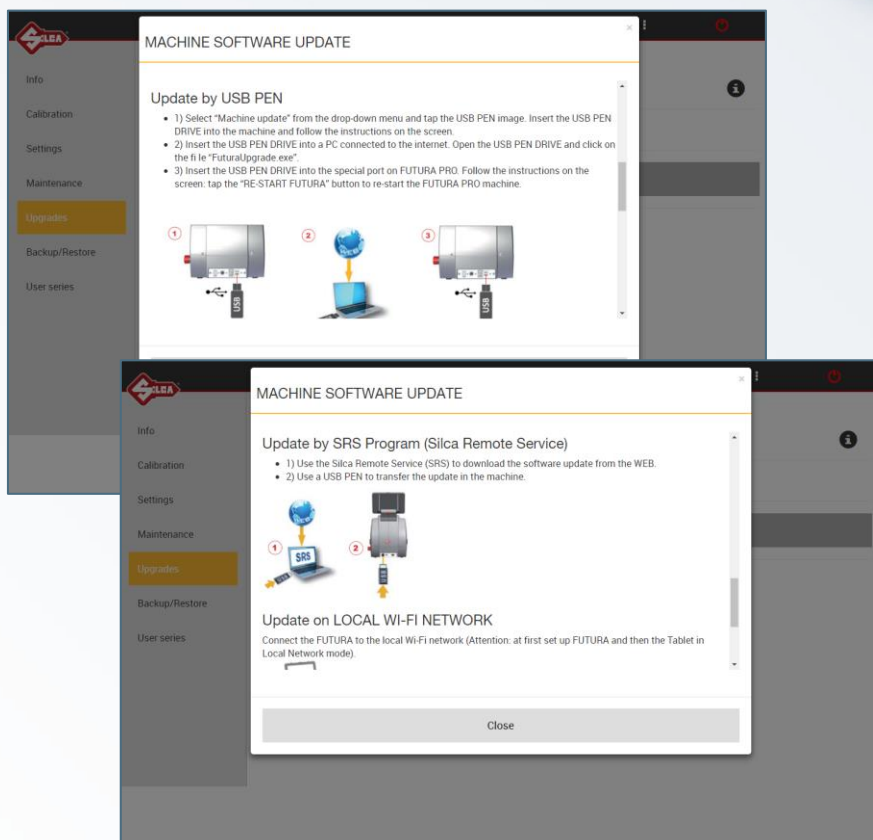 SILCA
MACHINE SOFTWARE UPDATE
×
Info
Calibration
Settings
Maintenance
Upgrades
Backup/Restore
User series
Update by USB PEN
• 1) Select “Machine update” from the drop-down menu and tap the USB PEN image. Insert the USB PEN
DRIVE into the machine and follow the instructions on the screen.
• 2) Insert the USB PEN DRIVE into a PC connected to the internet. Open the USB PEN DRIVE and click on
the fi le “FuturaUpgrade.exe”.
• 3) Insert the USB PEN DRIVE into the special port on FUTURA PRO. Follow the instructions on the
screen: tap the “RE-START FUTURA” button to re-start the FUTURA PRO machine.
1
2
3
WEB
USB
USB
SILCA
MACHINE SOFTWARE UPDATE
×
Info
Calibration
Settings
Maintenance
Upgrades
Backup/Restore
User series
Update by SRS Program (Silca Remote Service)
• 1) Use the Silca Remote Service (SRS) to download the software update from the WEB.
• 2) Use a USB PEN to transfer the update in the machine.
1
SRS
2
Update on LOCAL WI-FI NETWORK
Connect the FUTURA to the local Wi-Fi network (Attention: at first set up FUTURA and then the Tablet in
Local Network mode).
Close